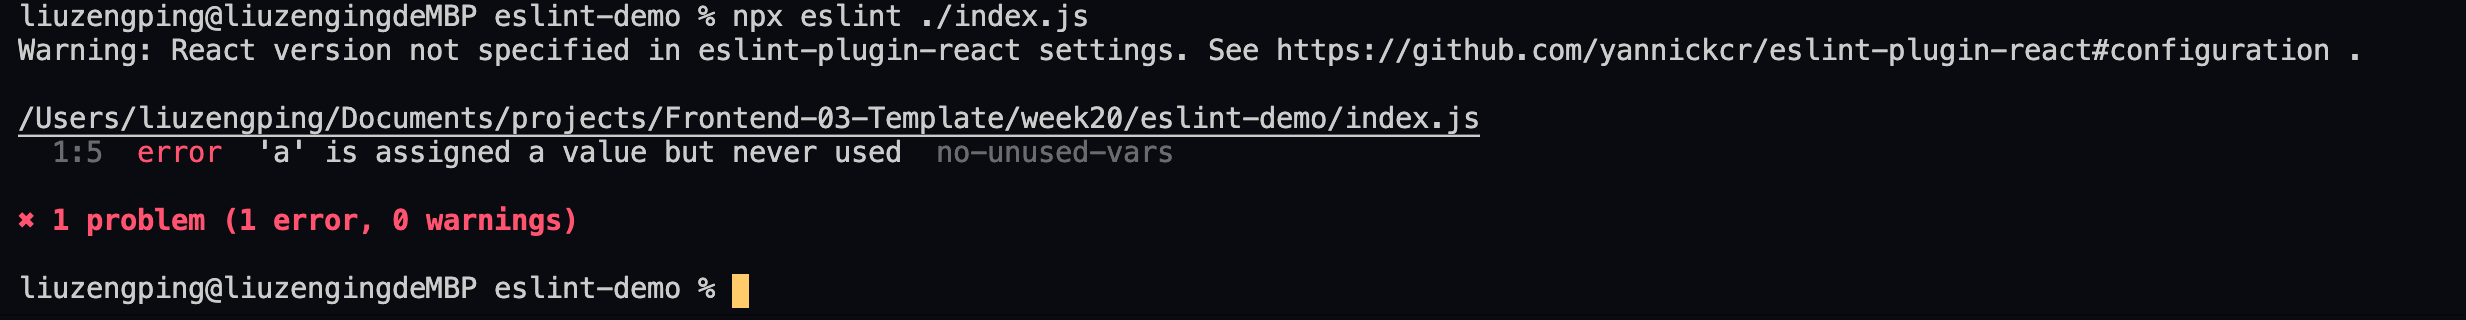 liuzengping@liuzengingdeMBP eslint-demo % npx eslint ./index.js
Warning: React version not specified in eslint-plugin-react settings. See https://github.com/yannickcr/eslint-plugin-react#configuration .
/Users/liuzengping/Documents/projects/Frontend-03-Template/week20/eslint-demo/index.js
1:5  error  'a' is assigned a value but never used  no-unused-vars
✖ 1 problem (1 error, 0 warnings)
liuzengping@liuzengingdeMBP eslint-demo %